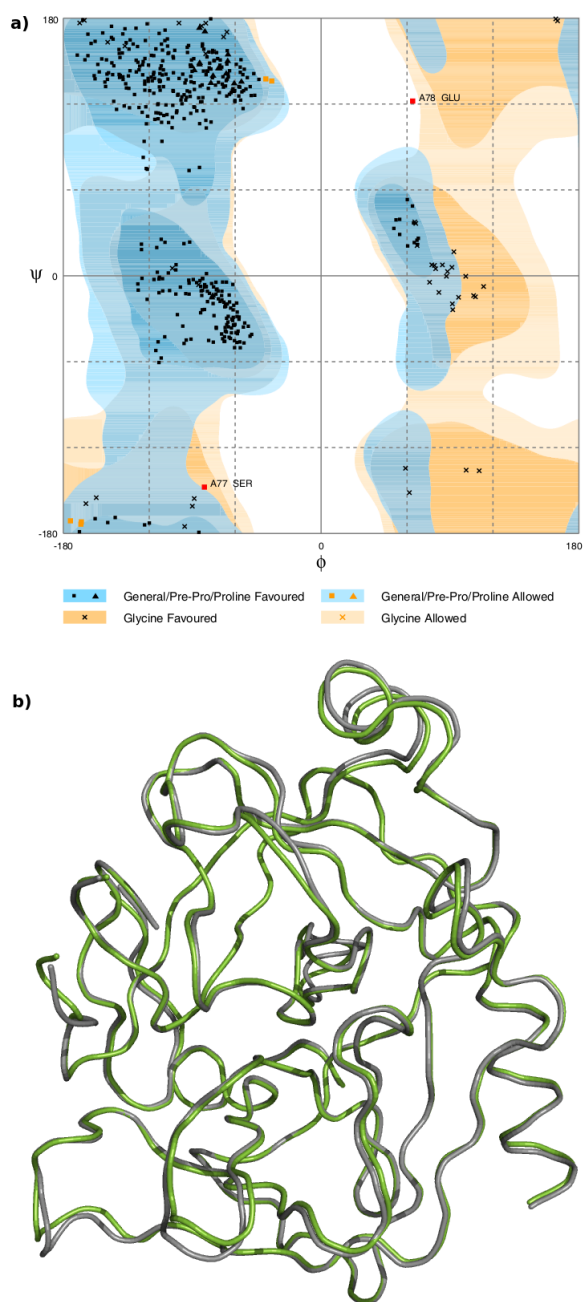 a)
180
A78 GLU
ψ
0
A77 SER
-180
-180
0
180
ϕ
General/Pre-Pro/Proline Favoured
General/Pre-Pro/Proline Allowed
Glycine Favoured
Glycine Allowed
b)